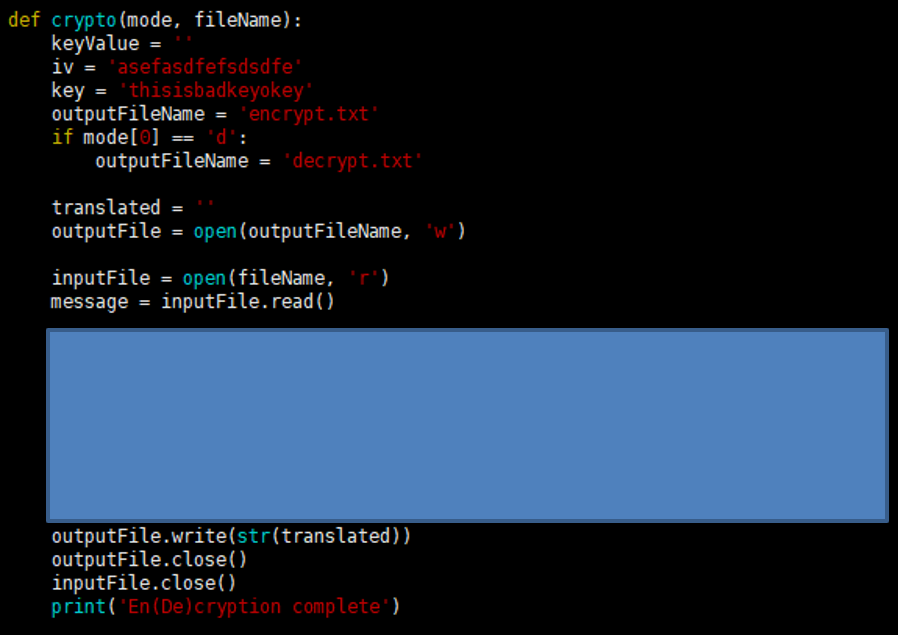 def crypto(mode, fileName):
    keyValue = ''
    iv = 'asefasdfefsdsdfe'
    key = 'thisisbadkeyokey'
    outputFileName = 'encrypt.txt'
    if mode[0] == 'd':
        outputFileName = 'decrypt.txt'
    translated = ''
    outputFile = open(outputFileName, 'w')
    inputFile = open(fileName, 'r')
    message = inputFile.read()
    outputFile.write(str(translated))
    outputFile.close()
    inputFile.close()
    print('En(De)cryption complete')